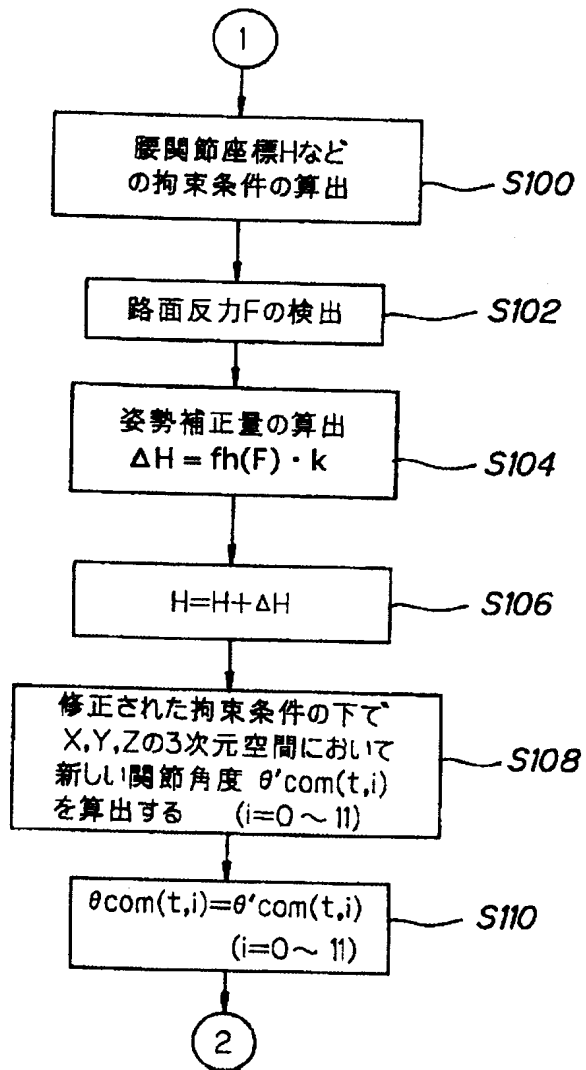 1
腰関節座標Hなど
の拘束条件の算出
S100
路面反力Fの検出
S102
姿勢補正量の算出
ΔH = fh(F)・k
S104
H=H+ΔH
S106
修正された拘束条件の下で
X,Y,Zの3次元空間において
新しい関節角度 θ'com(t,i)
を算出する (i=0～11)
S108
θcom(t,i)=θ'com(t,i)
(i=0～11)
S110
2